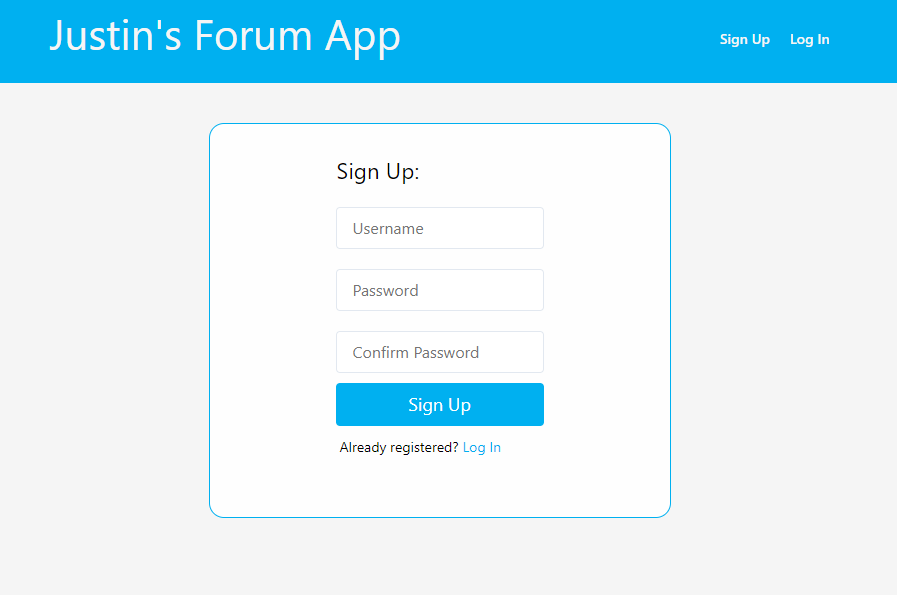 Justin's Forum App
Sign Up Log In
Sign Up:
Username
Password
Confirm Password
Sign Up
Already registered? Log In